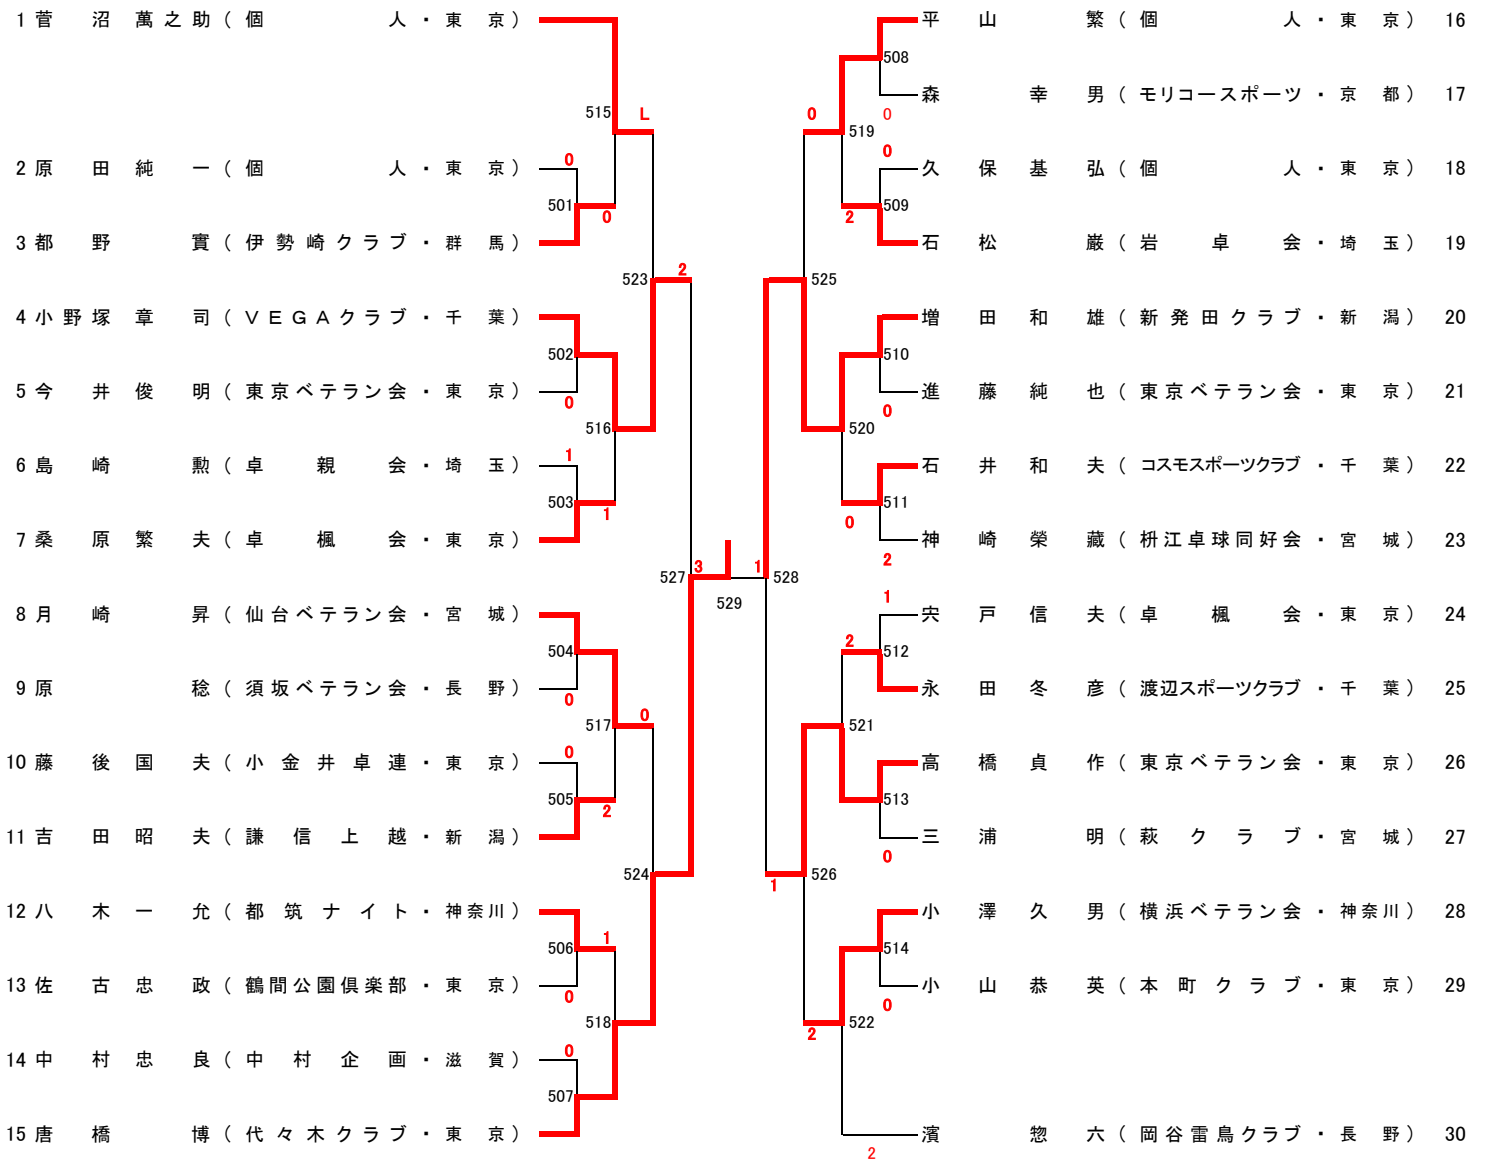 1 菅沼萬之助 ( 個人 ・ 東京 )
515 L
2 原田純一 ( 個人 ・ 東京 ) 0
501 0
3 都野實 ( 伊勢崎クラブ ・ 群馬 )
523 2
4 小野塚章司 ( VEGAクラブ ・ 千葉 )
502
5 今井俊明 ( 東京ベテラン会 ・ 東京 ) 0
516
6 島崎勲 ( 卓親会 ・ 埼玉 ) 1
503 1
7 桑原繁夫 ( 卓楓会 ・ 東京 )
527 3
8 月崎昇 ( 仙台ベテラン会 ・ 宮城 )
504
9 原稔 ( 須坂ベテラン会 ・ 長野 ) 0
517 0
10 藤後国夫 ( 小金井卓連 ・ 東京 ) 0
505 2
11 吉田昭夫 ( 謙信上越 ・ 新潟 )
524
12 八木一允 ( 都筑ナイト ・ 神奈川 )
506 1
13 佐古忠政 ( 鶴間公園倶楽部 ・ 東京 ) 0
518
14 中村忠良 ( 中村企画 ・ 滋賀 ) 0
507
15 唐橋博 ( 代々木クラブ ・ 東京 )
529
平山繁 ( 個人 ・ 東京 ) 16
508
森幸男 ( モリコースポーツ ・ 京都 ) 17
0
0 519
0 久保基弘 ( 個人 ・ 東京 ) 18
2 509
石松巌 ( 岩卓会 ・ 埼玉 ) 19
525
増田和雄 ( 新発田クラブ ・ 新潟 ) 20
510
進藤純也 ( 東京ベテラン会 ・ 東京 ) 21
0
520
石井和夫 ( コスモスポーツクラブ ・ 千葉 ) 22
0 511
神崎榮藏 ( 枡江卓球同好会 ・ 宮城 ) 23
2
1 528
1 宍戸信夫 ( 卓楓会 ・ 東京 ) 24
2 512
永田冬彦 ( 渡辺スポーツクラブ ・ 千葉 ) 25
521
高橋貞作 ( 東京ベテラン会 ・ 東京 ) 26
513
三浦明 ( 萩クラブ ・ 宮城 ) 27
0
1 526
小澤久男 ( 横浜ベテラン会 ・ 神奈川 ) 28
514
小山恭英 ( 本町クラブ ・ 東京 ) 29
0
2 522
濱惣六 ( 岡谷雷鳥クラブ ・ 長野 ) 30
2